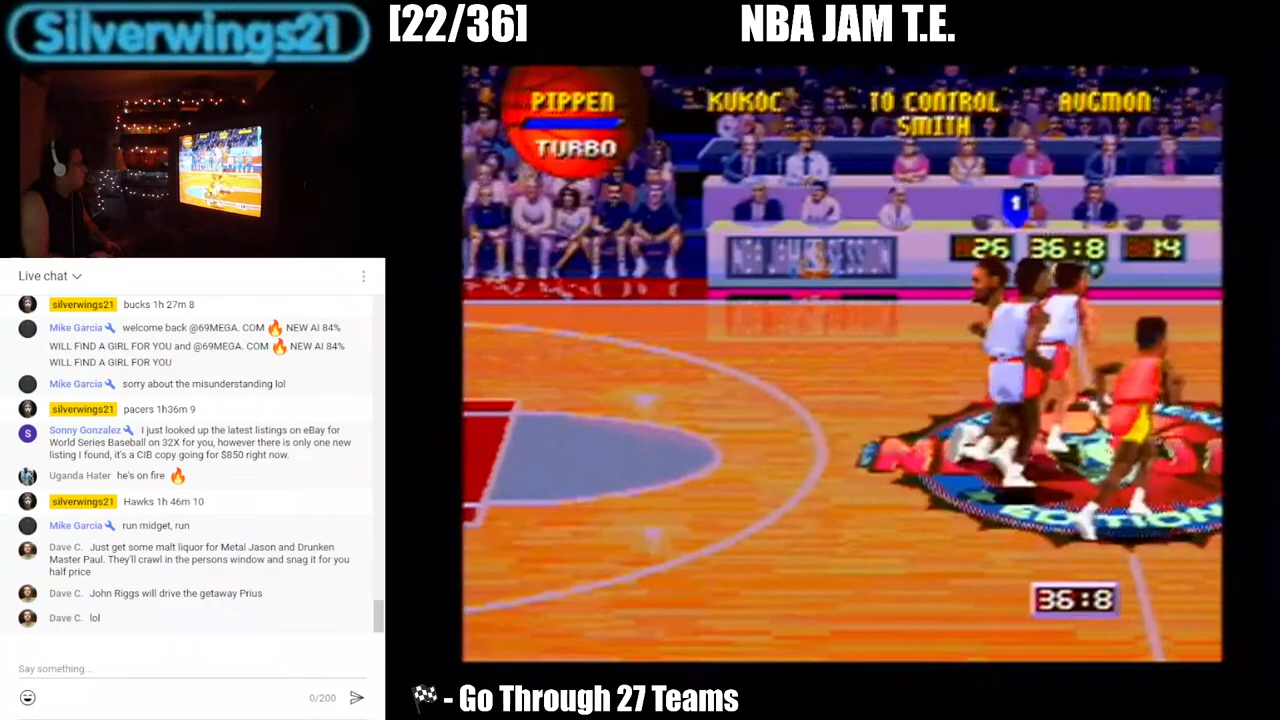 Silverwings21
[22/36]
NBA JAM T.E.
PIPPEN
TURBO
KUKOC
TO CONTROL
SMITH
AUGMON
1
26
36:8
14
EDITION
36:8
Live chat
silverwings21 bucks 1h 27m 8
Mike Garcia welcome back @69MEGA. COM 🔥 NEW AI 84%
WILL FIND A GIRL FOR YOU and @69MEGA. COM 🔥 NEW AI 84%
WILL FIND A GIRL FOR YOU
Mike Garcia sorry about the misunderstanding lol
silverwings21 pacers 1h36m 9
S
Sonny Gonzalez I just looked up the latest listings on eBay for
World Series Baseball on 32X for you, however there is only one new
listing I found, it's a CIB copy going for $850 right now.
Uganda Hater he's on fire 🔥
silverwings21 Hawks 1h 46m 10
Mike Garcia run midget, run
Dave C. Just get some malt liquor for Metal Jason and Drunken
Master Paul. They'll crawl in the persons window and snag it for you
half price
Dave C. John Riggs will drive the getaway Prius
Dave C. lol
Say something...
0/200
🏁 - Go Through 27 Teams